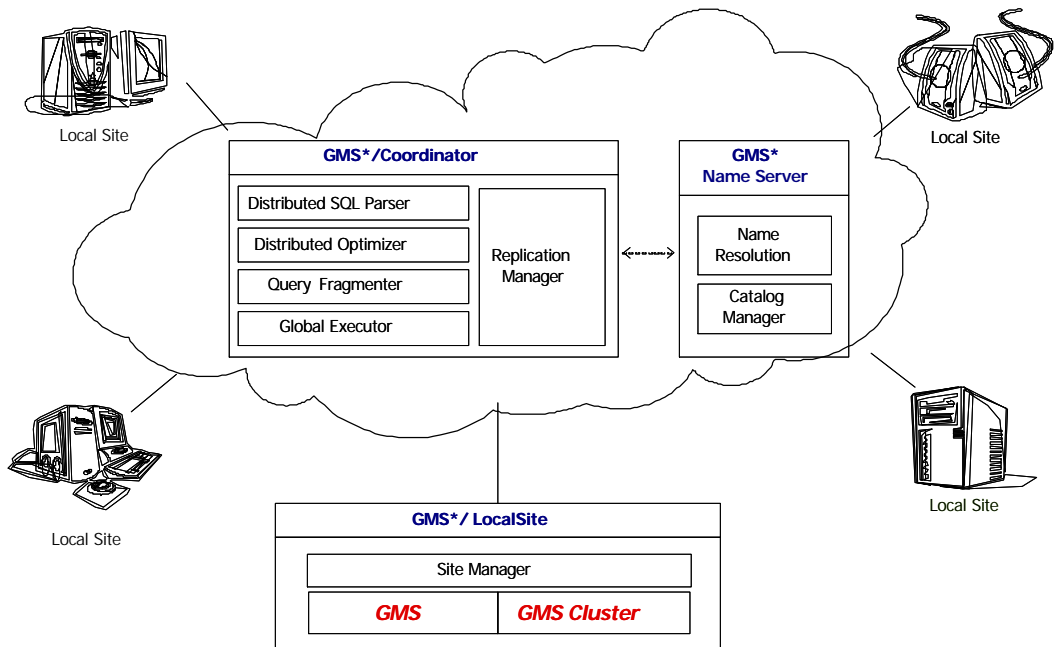 Local Site
Local Site
GMS*/Coordinator
Distributed SQL Parser
Distributed Optimizer
Query Fragmenter
Global Executor
Replication
Manager
GMS*
Name Server
Name
Resolution
Catalog
Manager
Local Site
Local Site
GMS*/ LocalSite
Site Manager
GMS
GMS Cluster